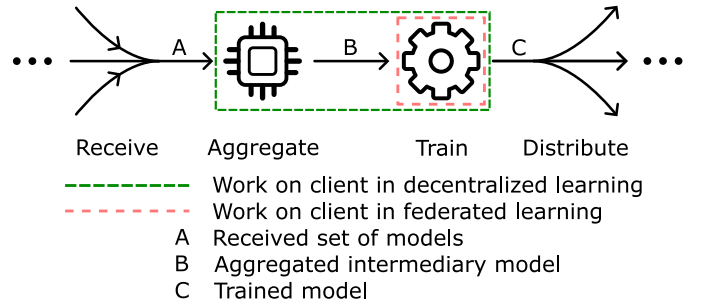 A B C
Receive Aggregate Train Distribute
Work on client in decentralized learning
Work on client in federated learning
A Received set of models
B Aggregated intermediary model
C Trained model